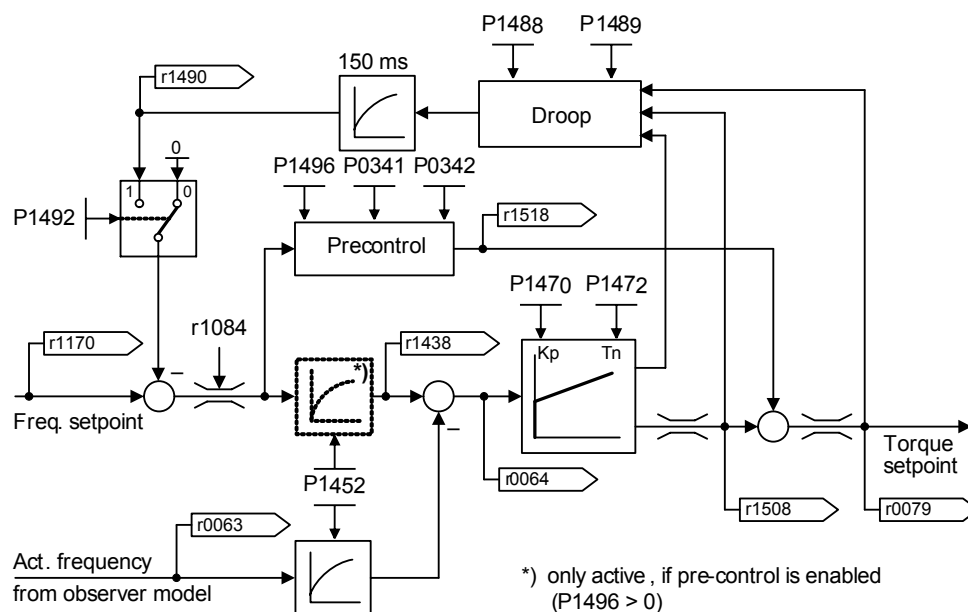 P1488 P1489
150 ms
r1490
Droop
0
P1496 P0341 P0342
1 0
P1492
r1518
Precontrol
P1470 P1472
r1170
r1084
r1438
Kp Tn
*)
Freq. setpoint
Torque
setpoint
P1452
r0064
r0063
r1508
r0079
Act. frequency
from observer model
*) only active , if pre-control is enabled
(P1496 > 0)